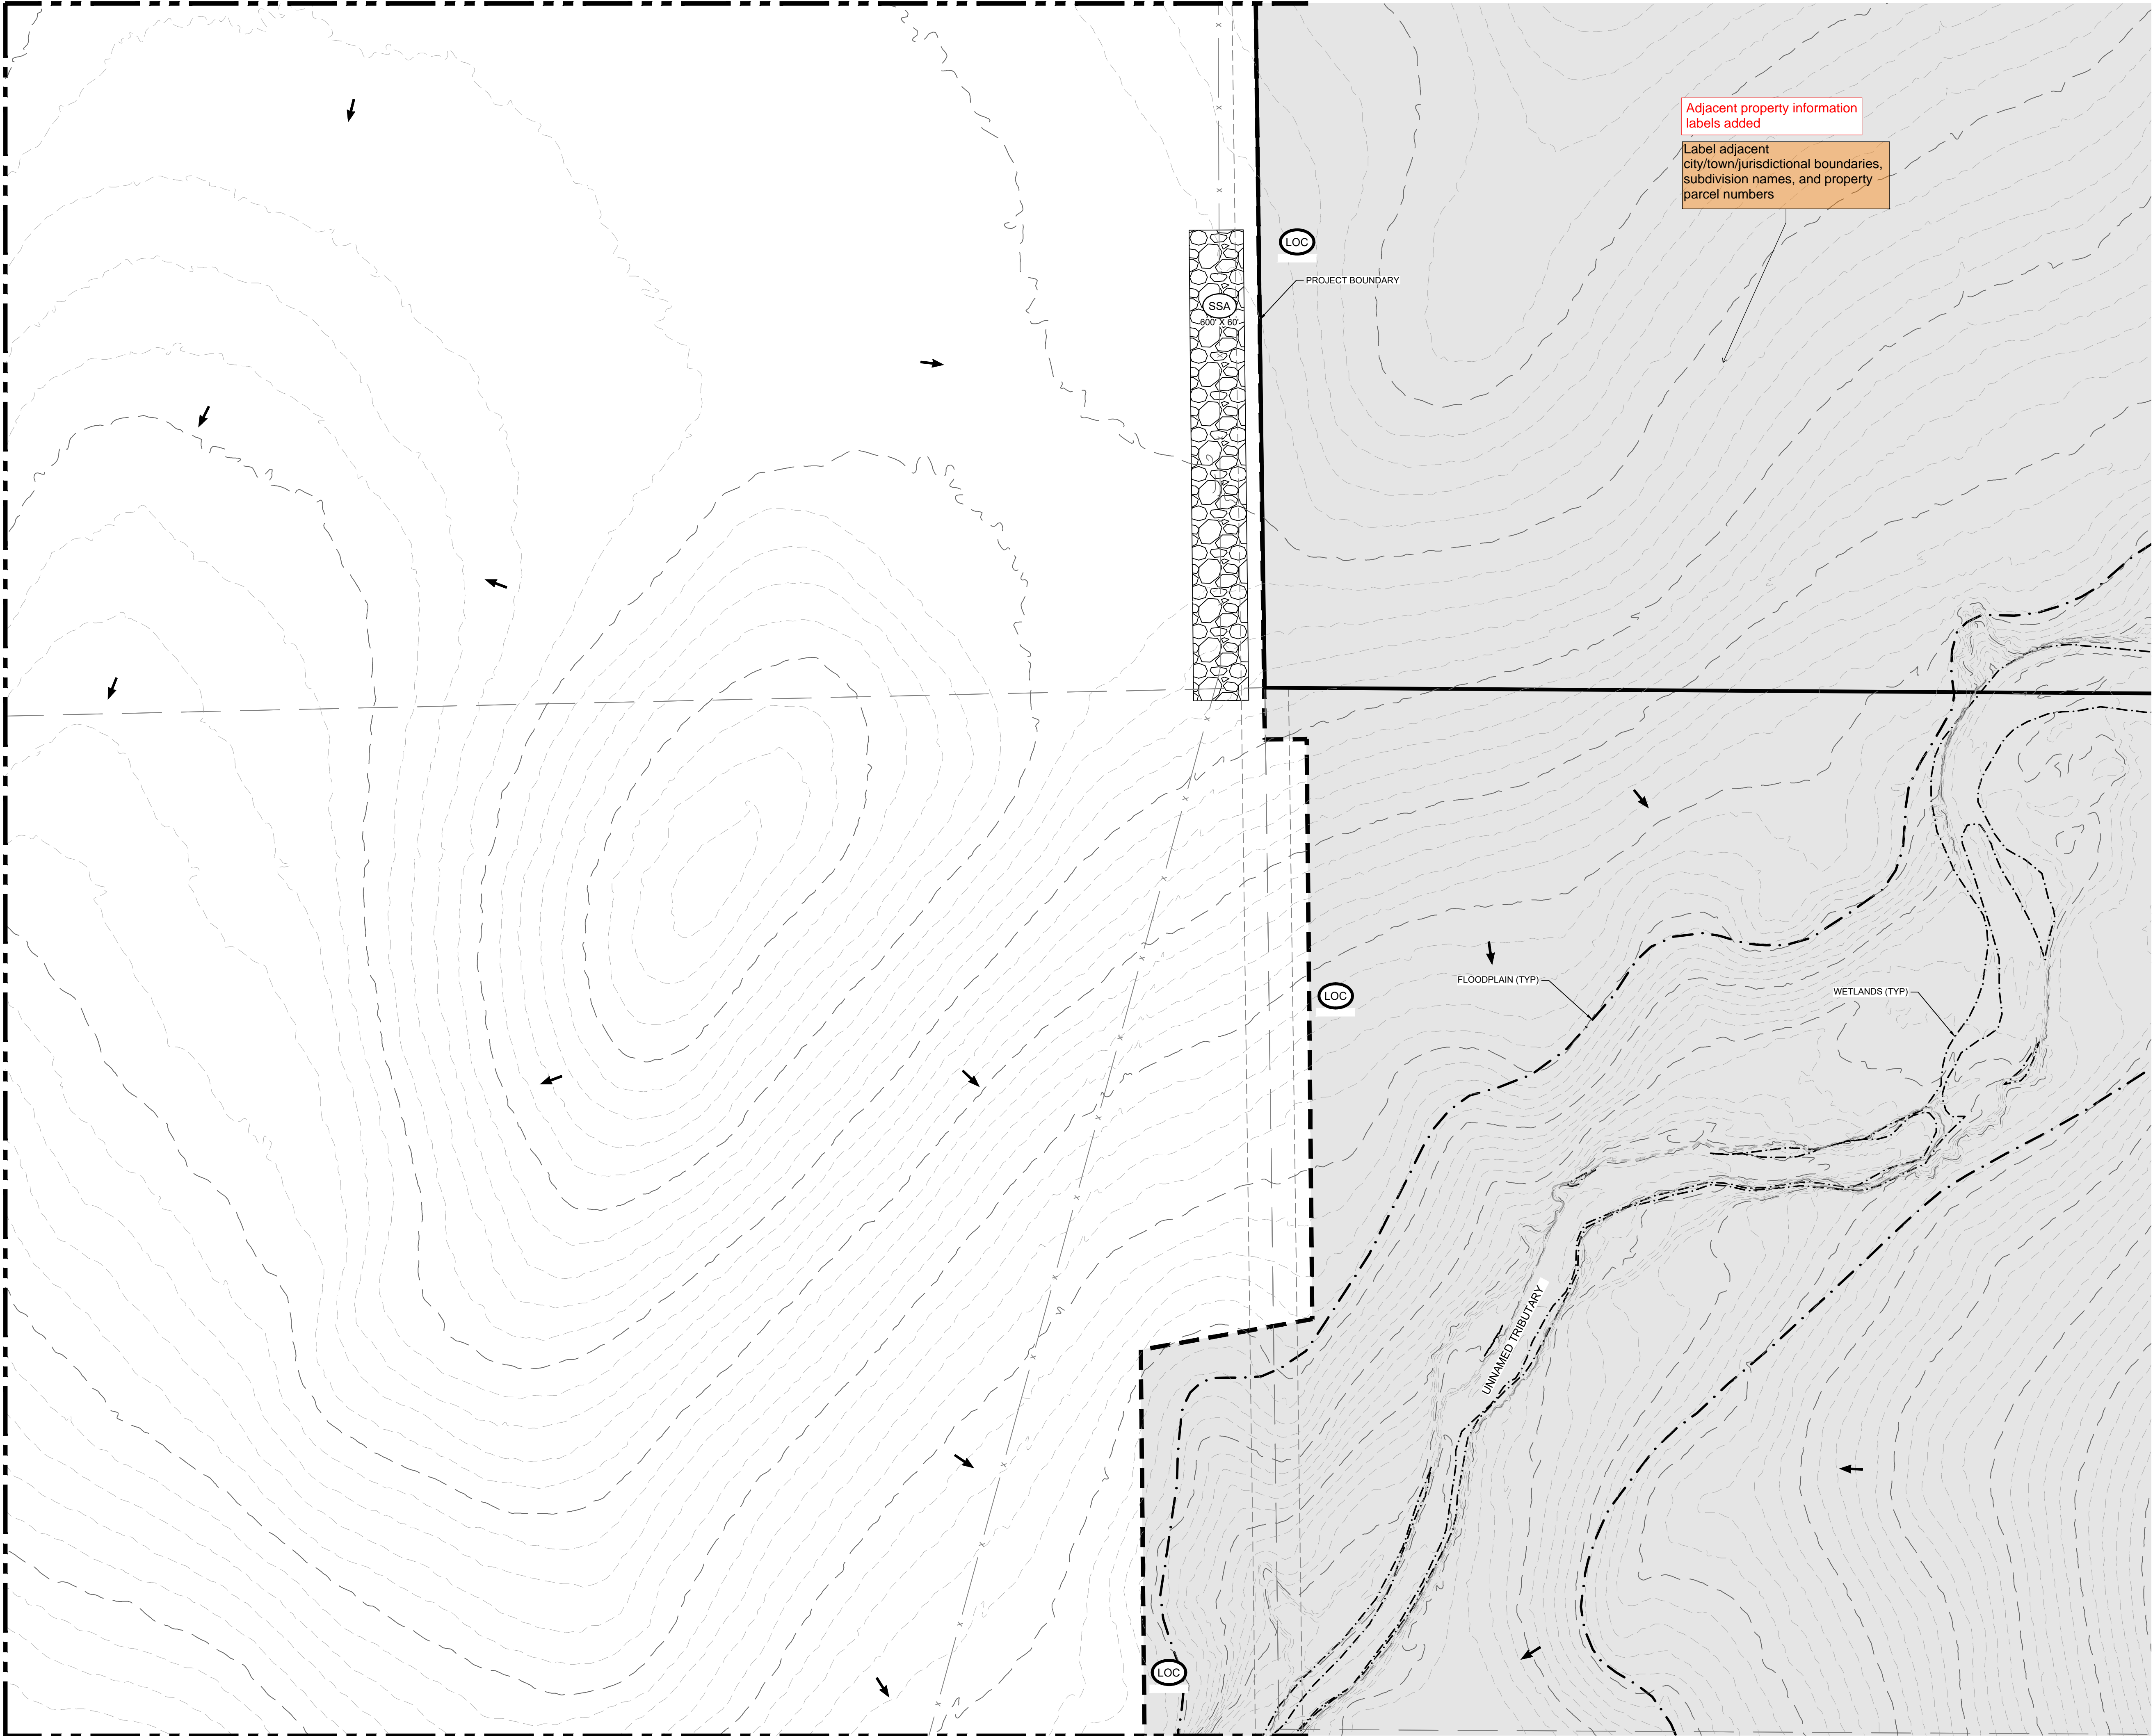 Adjacent property information
labels added
Label adjacent
city/town/jurisdictional boundaries,
subdivision names, and property
parcel numbers
LOC
PROJECT BOUNDARY
SSA
600' X 60'
LOC
FLOODPLAIN (TYP)
WETLANDS (TYP)
UNNAMED TRIBUTARY
LOC